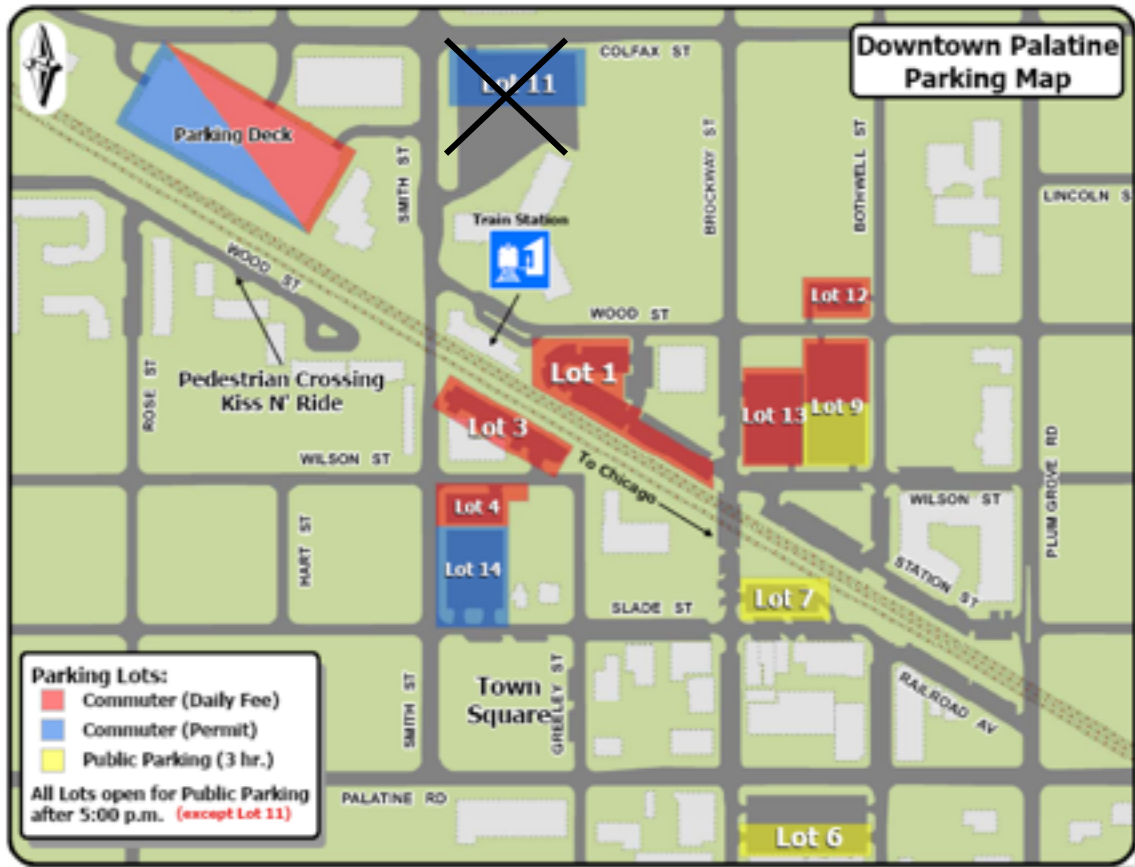 Downtown Palatine
Parking Map
COLFAX ST
Lot 11
Parking Deck
SMITH ST
BROCKWAY ST
BOTHWELL ST
LINCOLN S
Train Station
WOOD ST
WOOD ST
Lot 12
Lot 1
Pedestrian Crossing
Kiss N' Ride
ROSE ST
Lot 3
Lot 13
Lot 9
PLUM GROVE RD
WILSON ST
To Chicago
WILSON ST
Lot 4
HART ST
Lot 14
STATION ST
Lot 7
SLADE ST
Parking Lots:
Commuter (Daily Fee)
Commuter (Permit)
Public Parking (3 hr.)
All Lots open for Public Parking
after 5:00 p.m. (except Lot 11)
SMITH ST
Town
Square
GREELEY ST
RAILROAD AV
PALATINE RD
Lot 6